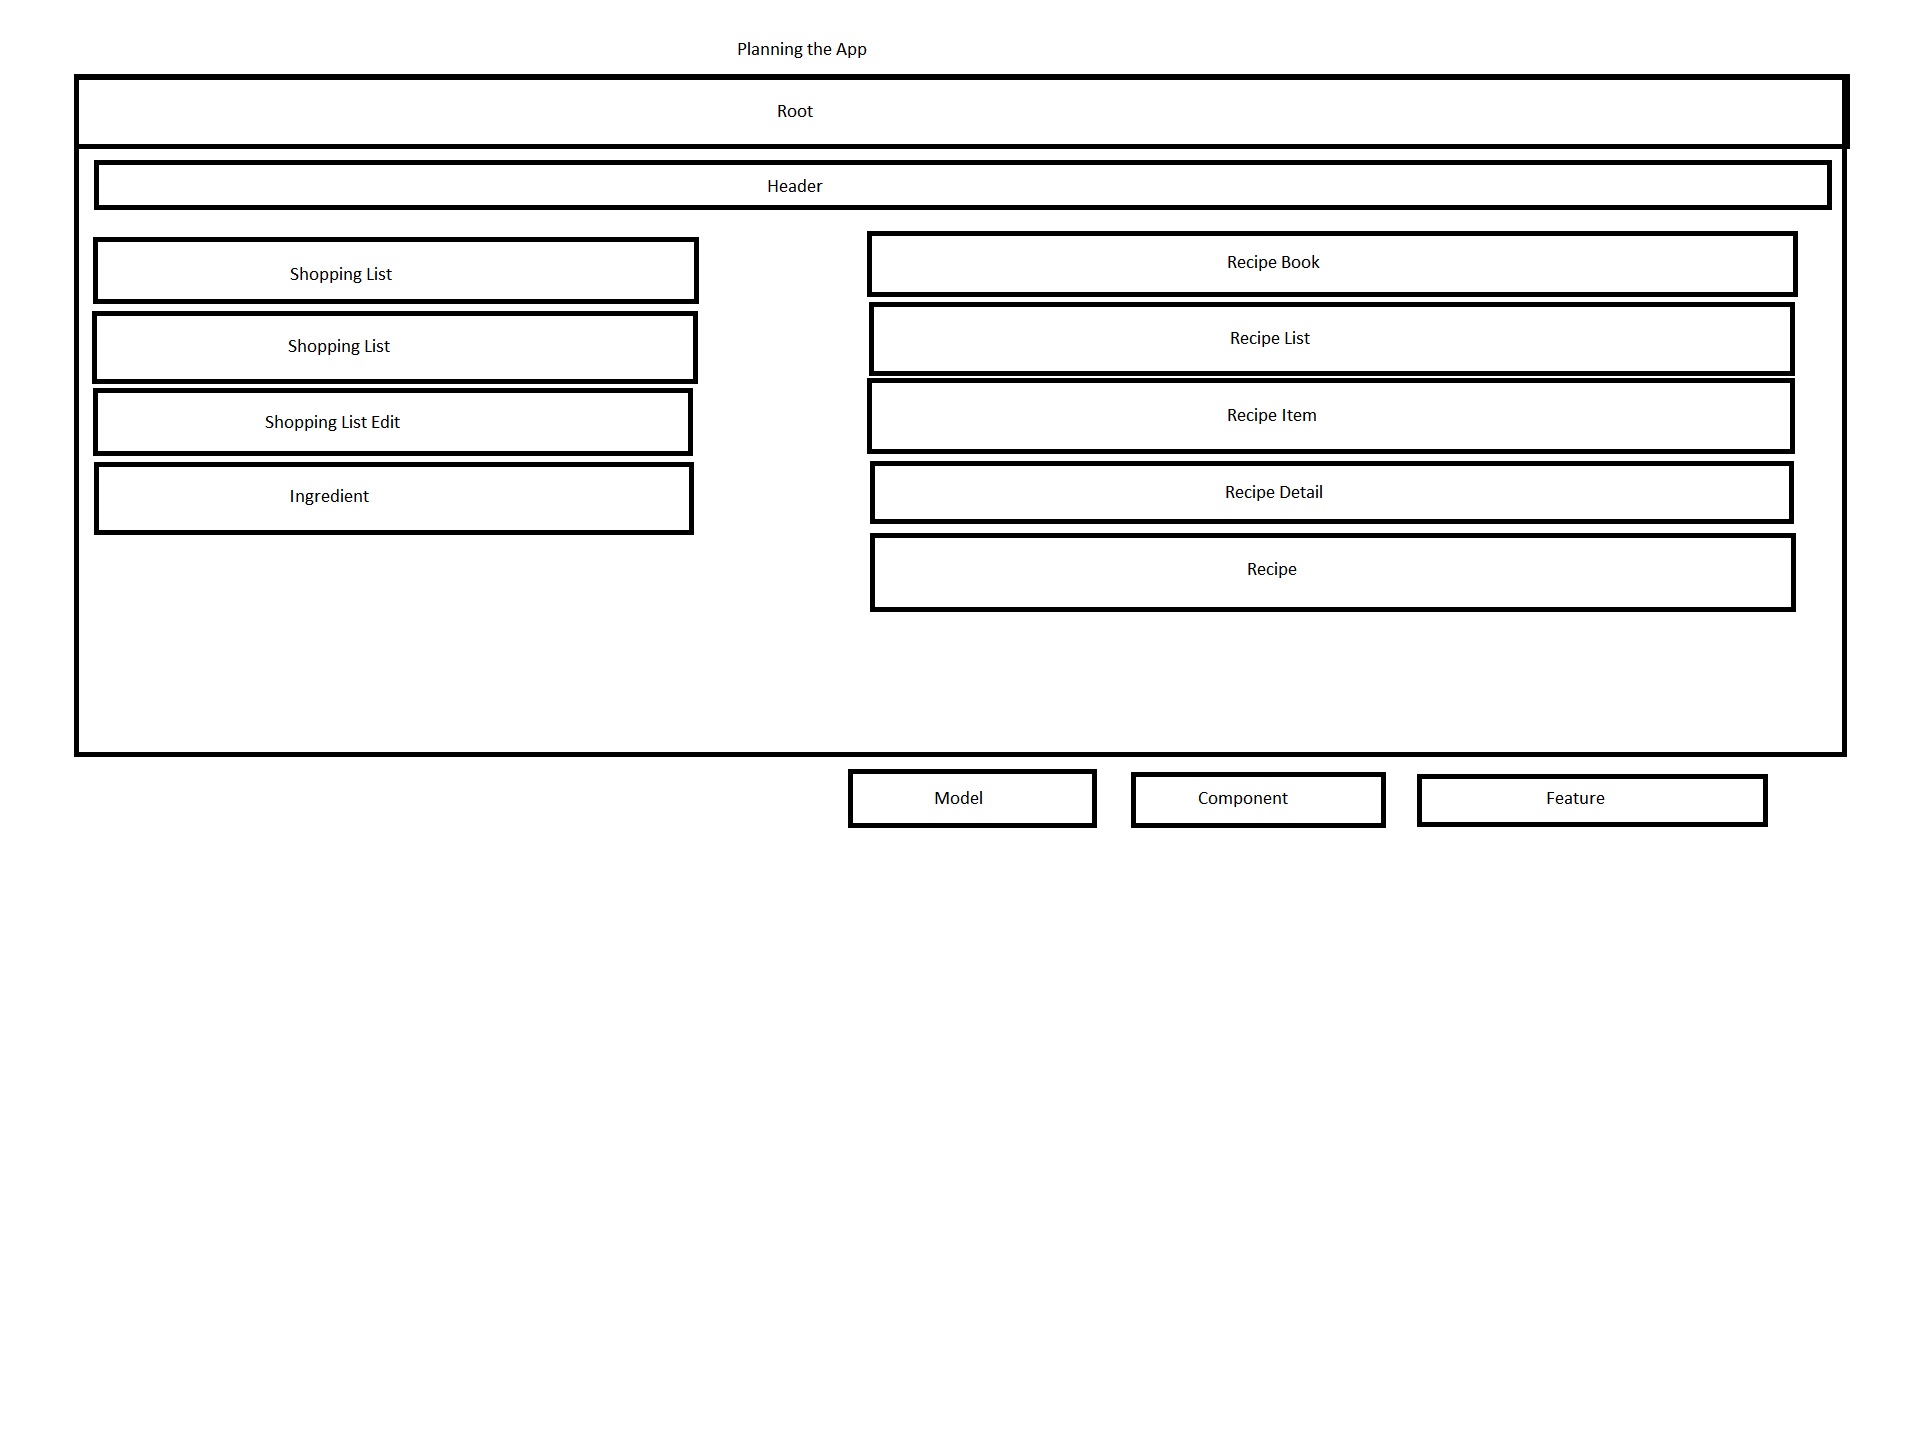 Planning the App
Root
Header
Shopping List
Shopping List
Shopping List Edit
Ingredient
Recipe Book
Recipe List
Recipe Item
Recipe Detail
Recipe
Model
Component
Feature